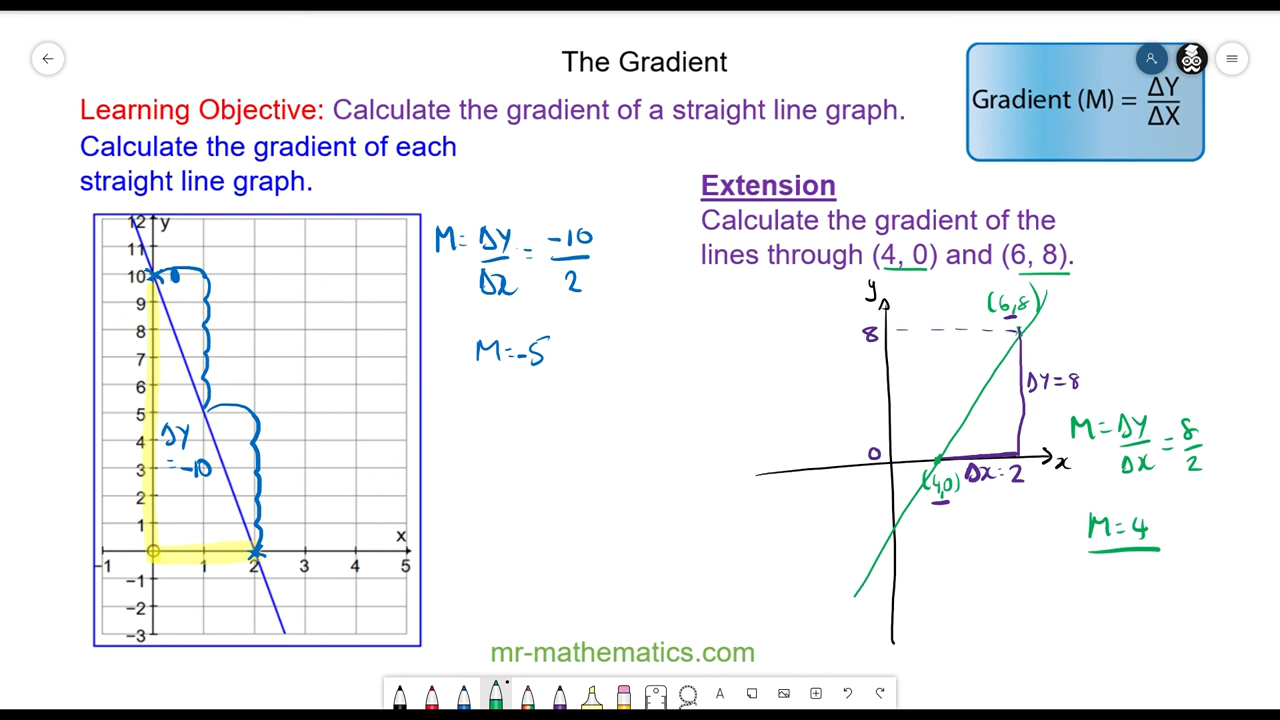 The Gradient
Gradient (M) = ΔY/ΔX
Learning Objective: Calculate the gradient of a straight line graph.
Calculate the gradient of each
straight line graph.
12 y
11
10
9
8
7
6
5
4
3
2
1
x
-1 0 1 2 3 4 5
-1
-2
-3
ΔY
= -10
M = ΔY/Δx = -10/2
M = -5
Extension
Calculate the gradient of the
lines through (4, 0) and (6, 8).
y
(6,8)
8
ΔY = 8
0
x
(4,0) Δx = 2
M = ΔY/Δx = 8/2
M = 4
mr-mathematics.com
A